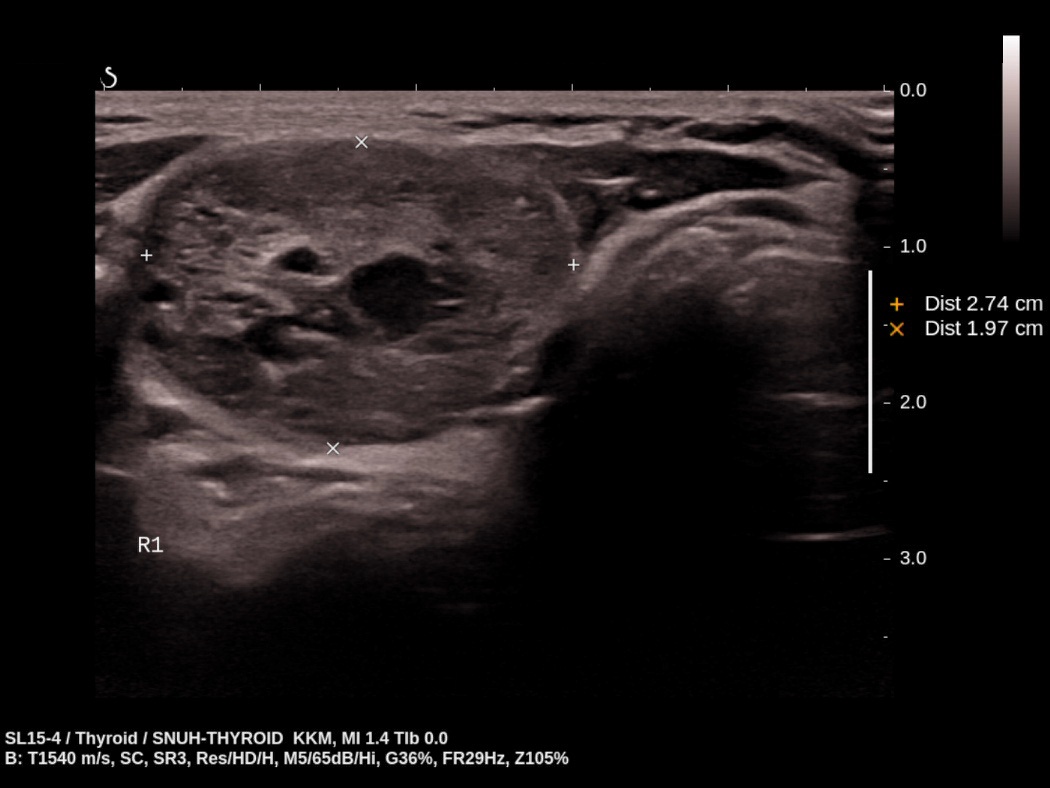 S
0.0
1.0
+ Dist 2.74 cm
× Dist 1.97 cm
2.0
R1
3.0
SL15-4 / Thyroid / SNUH-THYROID KKM, MI 1.4 TIb 0.0
B: T1540 m/s, SC, SR3, Res/HD/H, M5/65dB/Hi, G36%, FR29Hz, Z105%